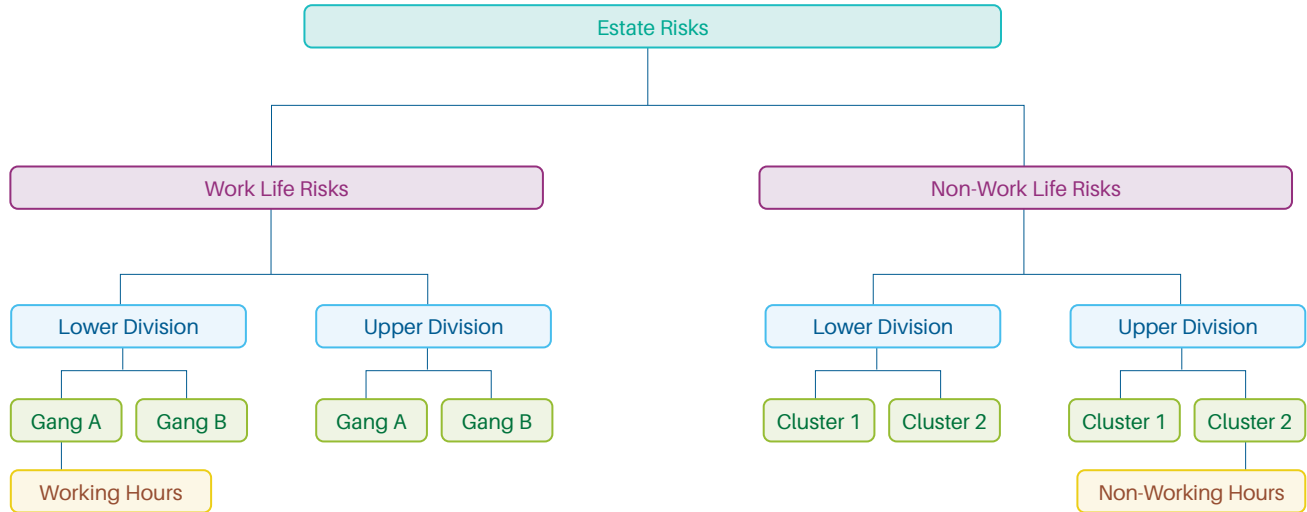 Estate Risks
Work Life Risks
Non-Work Life Risks
Lower Division
Upper Division
Lower Division
Upper Division
Gang A
Gang B
Gang A
Gang B
Cluster 1
Cluster 2
Cluster 1
Cluster 2
Working Hours
Non-Working Hours